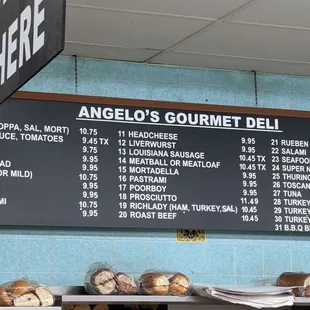 HERE
ANGELO'S GOURMET DELI
OPPA, SAL, MORT) 10.75
UCE, TOMATOES 9.45 TX
9.95
AD 9.95
OR MILD) 9.95
9.95
9.95
MI 10.75
9.95
11 HEADCHEESE 9.95
12 LIVERWURST 9.95
13 LOUISIANA SAUSAGE 10.45 TX
14 MEATBALL OR MEATLOAF 10.45 TX
15 MORTADELLA 9.95
16 PASTRAMI 9.95
17 POORBOY 9.95
18 PROSCIUTTO 11.49
19 RICHLADY (HAM, TURKEY, SAL) 10.45
20 ROAST BEEF 10.45
21 RUEBEN
22 SALAMI
23 SEAFOO
24 SUPER
25 THURIN
26 TOSCAN
27 TUNA
28 TURKEY
29 TURKEY
30 TURKEY
31 B.B.Q